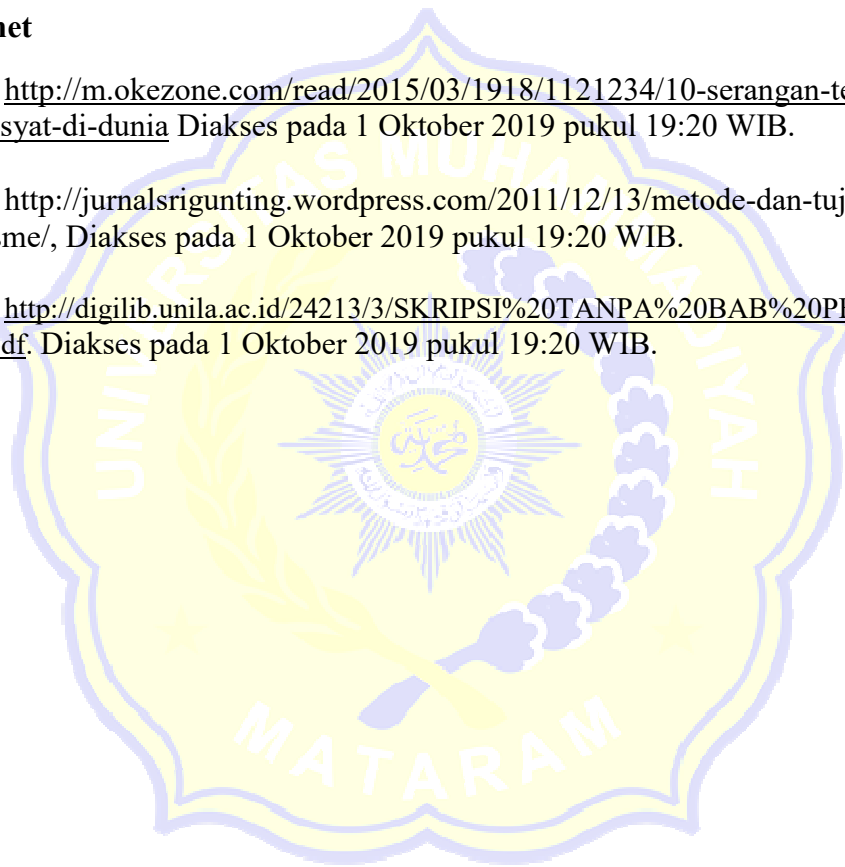 net
http://m.okezone.com/read/2015/03/1918/1121234/10-serangan-te
syat-di-dunia Diakses pada 1 Oktober 2019 pukul 19:20 WIB.
http://jurnalsrigunting.wordpress.com/2011/12/13/metode-dan-tuj
sme/, Diakses pada 1 Oktober 2019 pukul 19:20 WIB.
http://digilib.unila.ac.id/24213/3/SKRIPSI%20TANPA%20BAB%20PE
df. Diakses pada 1 Oktober 2019 pukul 19:20 WIB.
UNIVERSITAS MUHAMMADIYAH
MATARAM